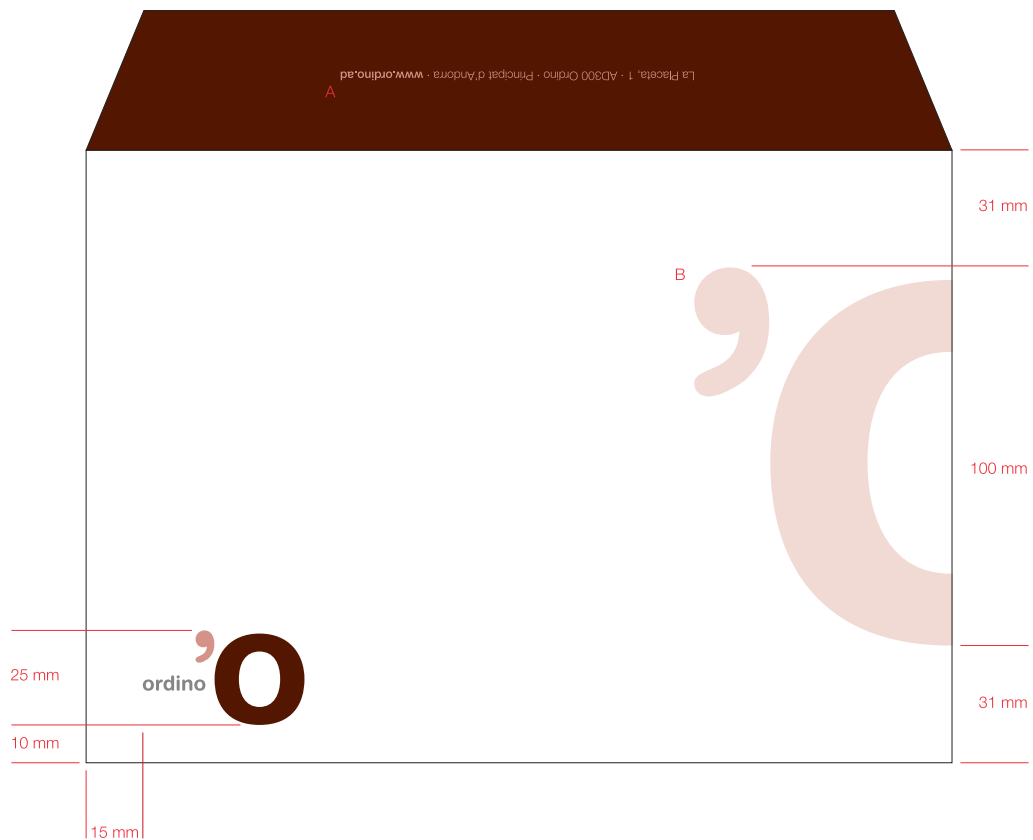 La Placeta, 1 · AD300 Ordino · Principat d'Andorra · www.ordino.ad
A
31 mm
B
100 mm
’O
25 mm
ordino
31 mm
10 mm
15 mm